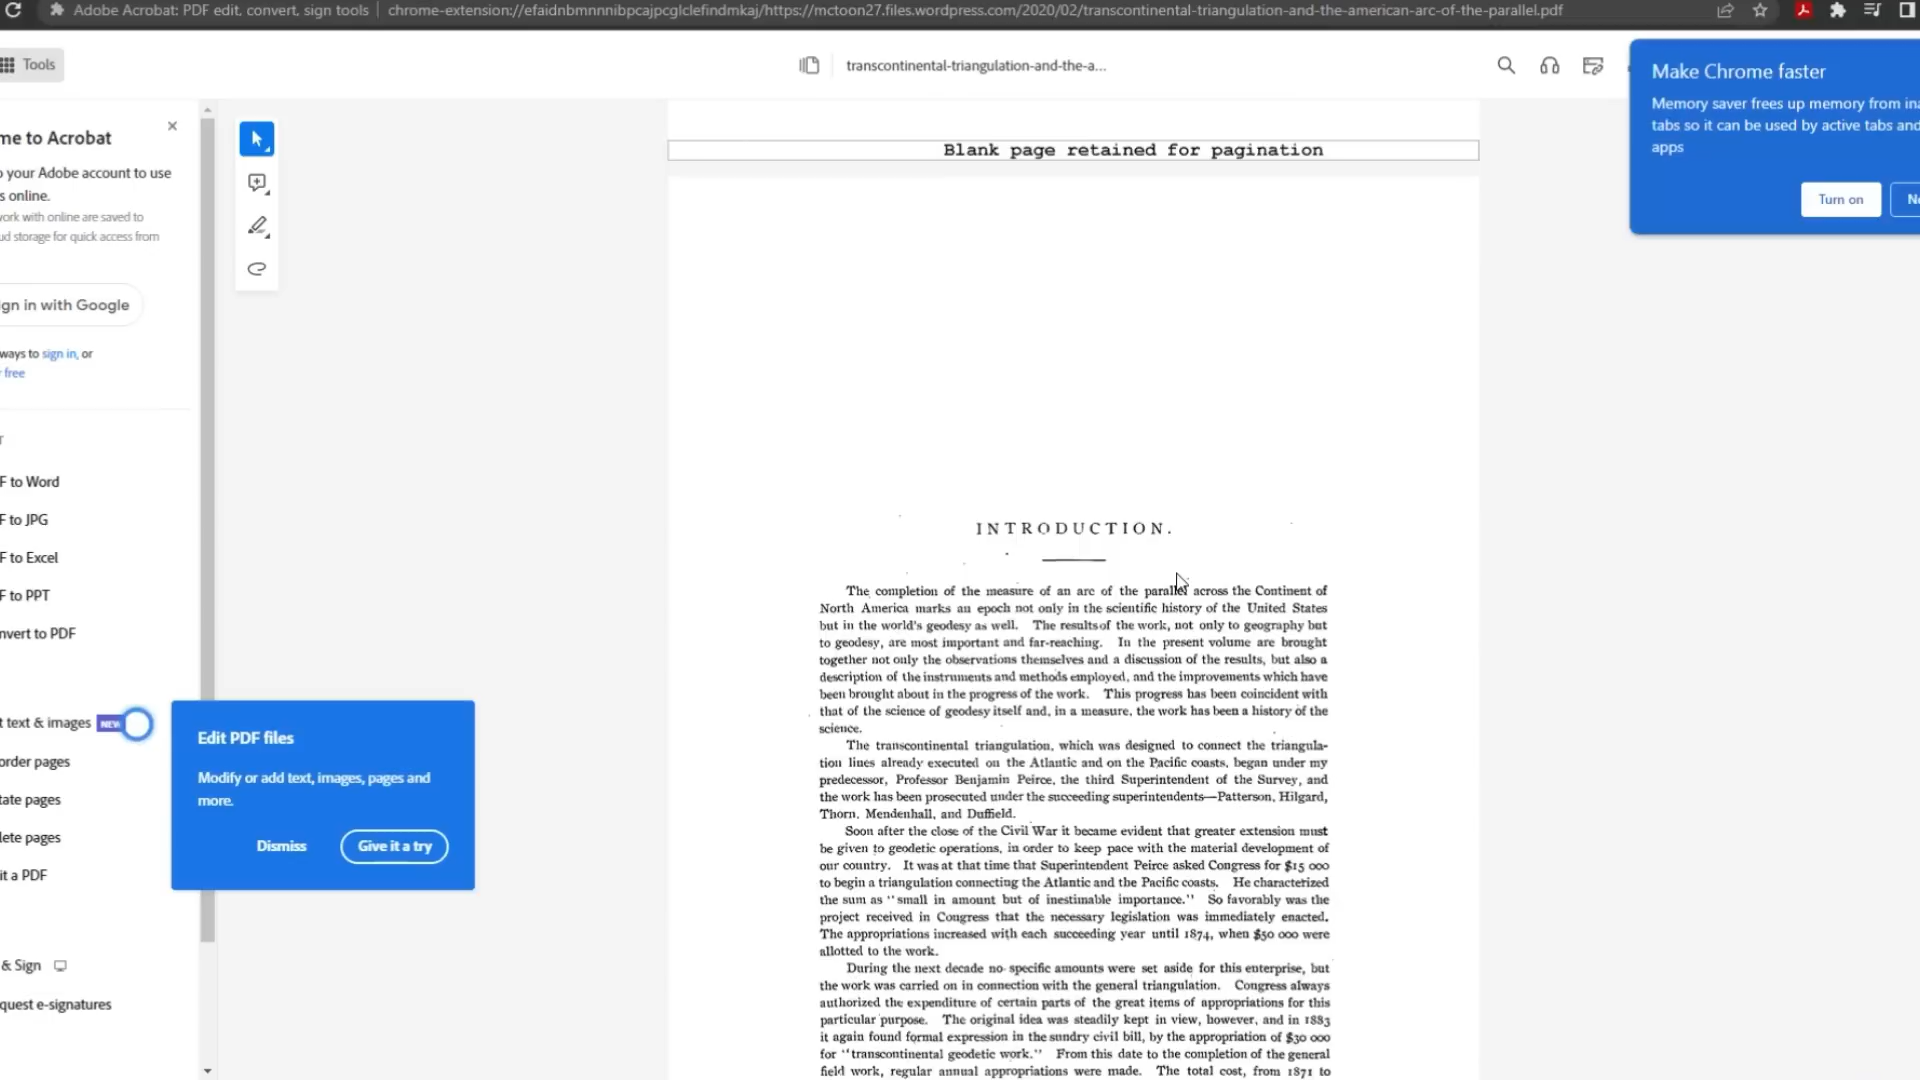 Adobe Acrobat: PDF edit, convert, sign tools | chrome-extension://efaidnbmnnnibpcajpcglclefindmkaj/https://mctoon27.files.wordpress.com/2020/02/transcontinental-triangulation-and-the-american-arc-of-the-parallel.pdf
Tools
transcontinental-triangulation-and-the-a...
Make Chrome faster
Memory saver frees up memory from ina
tabs so it can be used by active tabs and
apps
Turn on
No
me to Acrobat
o your Adobe account to use
s online.
work with online are saved to
ud storage for quick access from
ign in with Google
ways to sign in, or
r free
T
F to Word
F to JPG
F to Excel
F to PPT
nvert to PDF
t text & images NEW
order pages
tate pages
lete pages
it a PDF
& Sign
quest e-signatures
Edit PDF files
Modify or add text, images, pages and
more.
Dismiss
Give it a try
Blank page retained for pagination
INTRODUCTION.
The completion of the measure of an arc of the parallel across the Continent of
North America marks an epoch not only in the scientific history of the United States
but in the world's geodesy as well. The results of the work, not only to geography but
to geodesy, are most important and far-reaching. In the present volume are brought
together not only the observations themselves and a discussion of the results, but also a
description of the instruments and methods employed, and the improvements which have
been brought about in the progress of the work. This progress has been coincident with
that of the science of geodesy itself and, in a measure, the work has been a history of the
science.
The transcontinental triangulation, which was designed to connect the triangula-
tion lines already executed on the Atlantic and on the Pacific coasts, began under my
predecessor, Professor Benjamin Peirce, the third Superintendent of the Survey, and
the work has been prosecuted under the succeeding superintendents—Patterson, Hilgard,
Thorn, Mendenhall, and Duffield.
Soon after the close of the Civil War it became evident that greater extension must
be given to geodetic operations, in order to keep pace with the material development of
our country. It was at that time that Superintendent Peirce asked Congress for $15 000
to begin a triangulation connecting the Atlantic and the Pacific coasts. He characterized
the sum as "small in amount but of inestimable importance." So favorably was the
project received in Congress that the necessary legislation was immediately enacted.
The appropriations increased with each succeeding year until 1874, when $50 000 were
allotted to the work.
During the next decade no specific amounts were set aside for this enterprise, but
the work was carried on in connection with the general triangulation. Congress always
authorized the expenditure of certain parts of the great items of appropriations for this
particular purpose. The original idea was steadily kept in view, however, and in 1883
it again found formal expression in the sundry civil bill, by the appropriation of $30 000
for "transcontinental geodetic work." From this date to the completion of the general
field work, regular annual appropriations were made. The total cost, from 1871 to